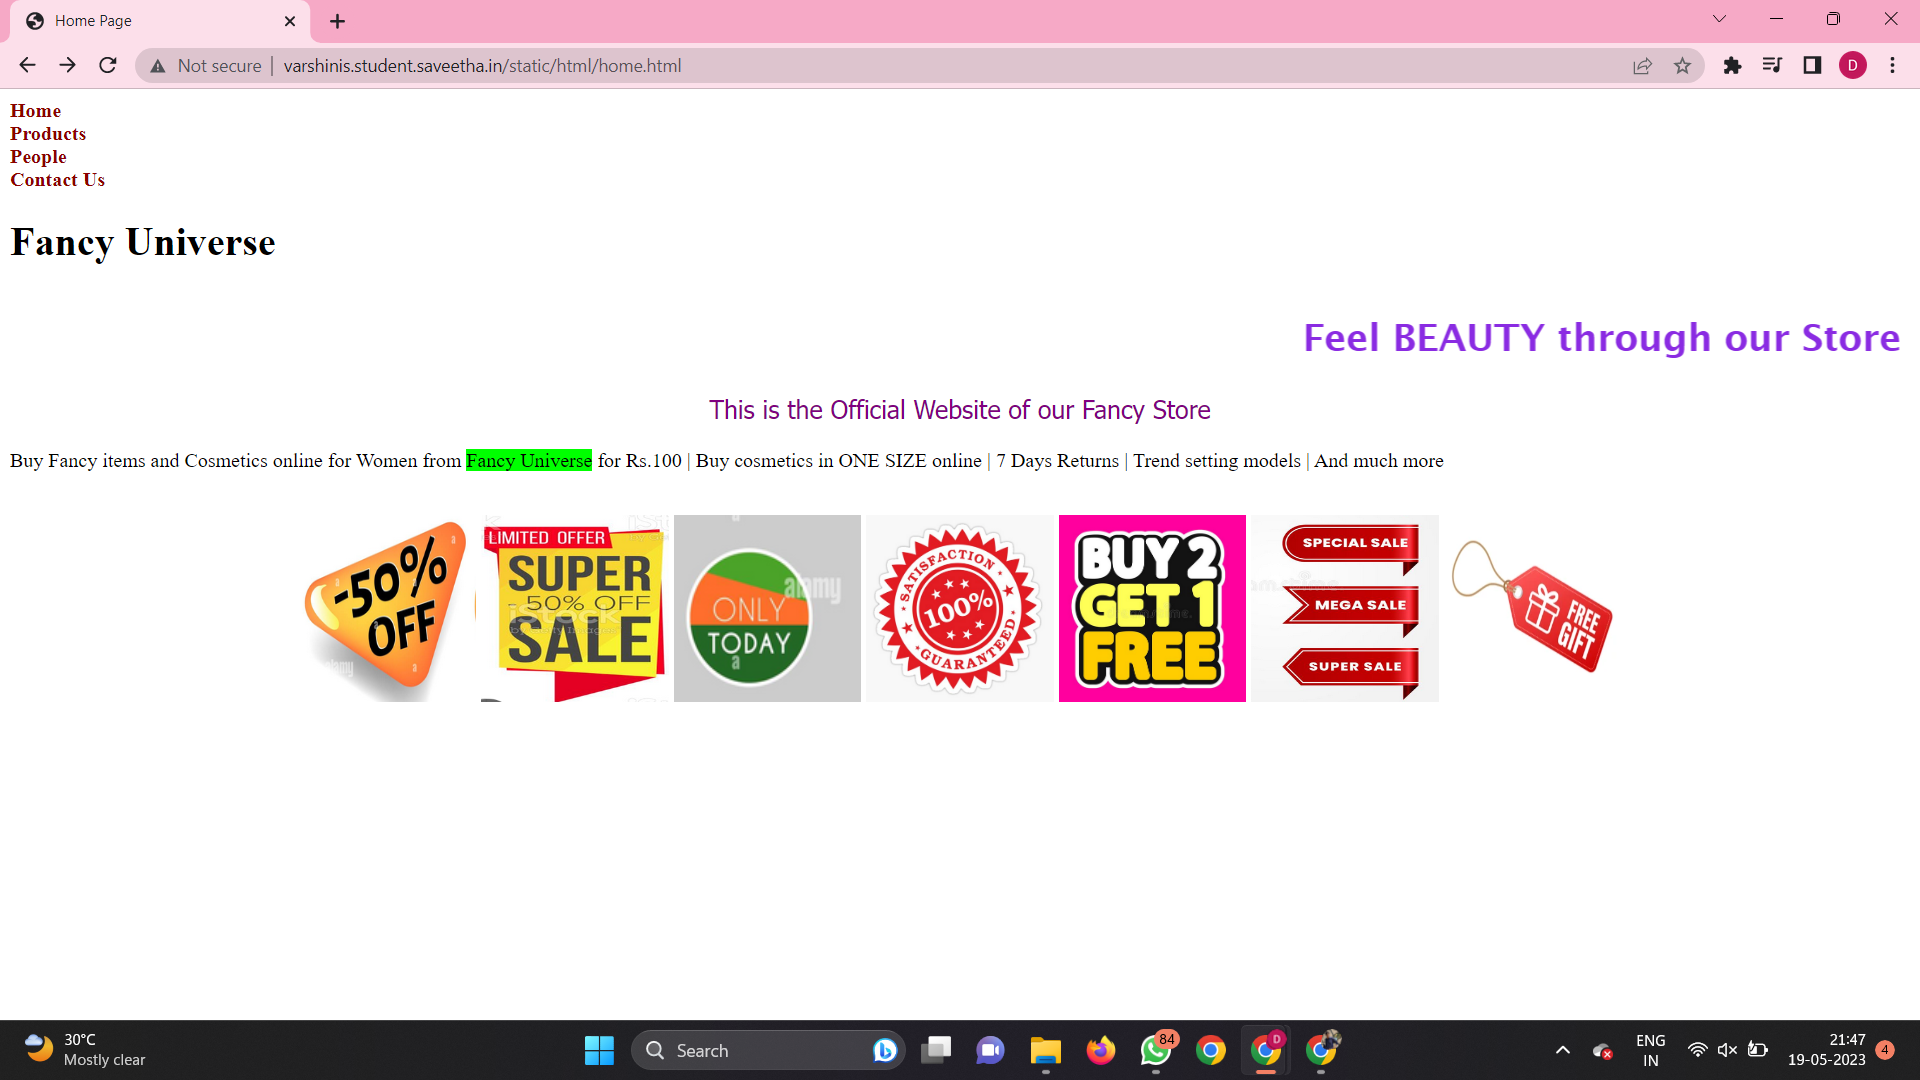 Home Page
Not secure | varshinis.student.saveetha.in/static/html/home.html
D
Home
Products
People
Contact Us
Fancy Universe
Feel BEAUTY through our Store
This is the Official Website of our Fancy Store
Buy Fancy items and Cosmetics online for Women from Fancy Universe for Rs.100 | Buy cosmetics in ONE SIZE online | 7 Days Returns | Trend setting models | And much more
-50%
OFF
alamy
LIMITED OFFER
SUPER
- 50% OFF
iStock
SALE
alamy
ONLY
TODAY
SATISFACTION
100%
GUARANTEED
BUY 2
GET 1
FREE
SPECIAL SALE
MEGA SALE
SUPER SALE
FREE
GIFT
30°C
Mostly clear
Search
84
D
ENG
IN
21:47
19-05-2023
4